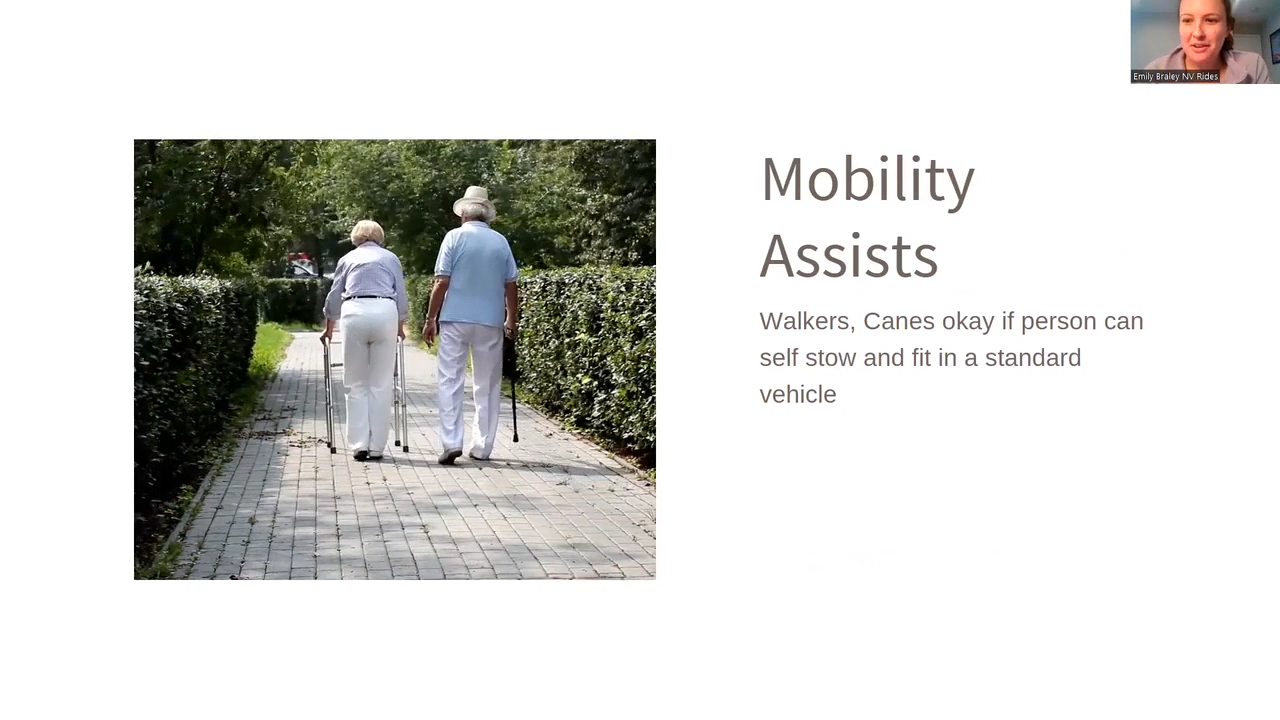 Emily Braley NV Rides
Mobility
Assists
Walkers, Canes okay if person can
self stow and fit in a standard
vehicle